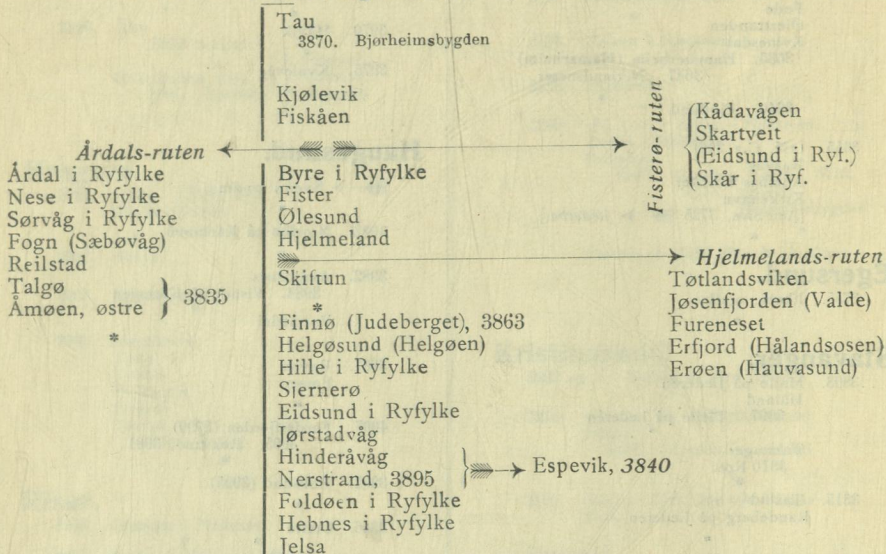 Tau
3870. Bjørheimsbygden
Kjølevik
Fiskåen
Årdals-ruten
Årdal i Ryfylke
Nese i Ryfylke
Sørvåg i Ryfylke
Fogn (Sæbøvåg)
Reilstad
Talgø
Åmøen, østre } 3835
*
Byre i Ryfylke
Fister
Ølesund
Hjelmeland
Fisterø-ruten
Kådavågen
Skartveit
(Eidsund i Ryf.)
Skår i Ryf.
Skiftun
*
Hjelmelands-ruten
Tøtlandsviken
Jøsenfjorden (Valde)
Fureneset
Erfjord (Hålandsosen)
Erøen (Hauvasund)
Finnø (Judeberget), 3863
Helgøsund (Helgøen)
Hille i Ryfylke
Sjernerø
Eidsund i Ryfylke
Jørstadvåg
Hinderåvåg
Nerstrand, 3895 } Espevik, 3840
Foldøen i Ryfylke
Hebnes i Ryfylke
Jelsa